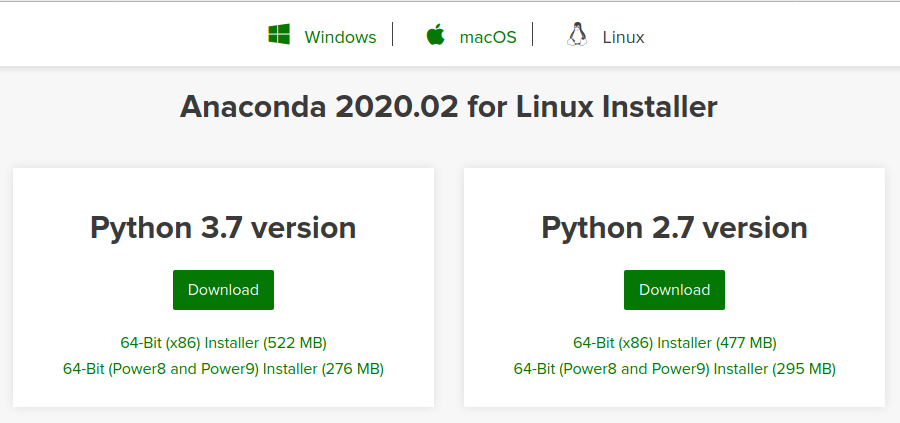 Windows macOS Linux
Anaconda 2020.02 for Linux Installer
Python 3.7 version
Download
64-Bit (x86) Installer (522 MB)
64-Bit (Power8 and Power9) Installer (276 MB)
Python 2.7 version
Download
64-Bit (x86) Installer (477 MB)
64-Bit (Power8 and Power9) Installer (295 MB)